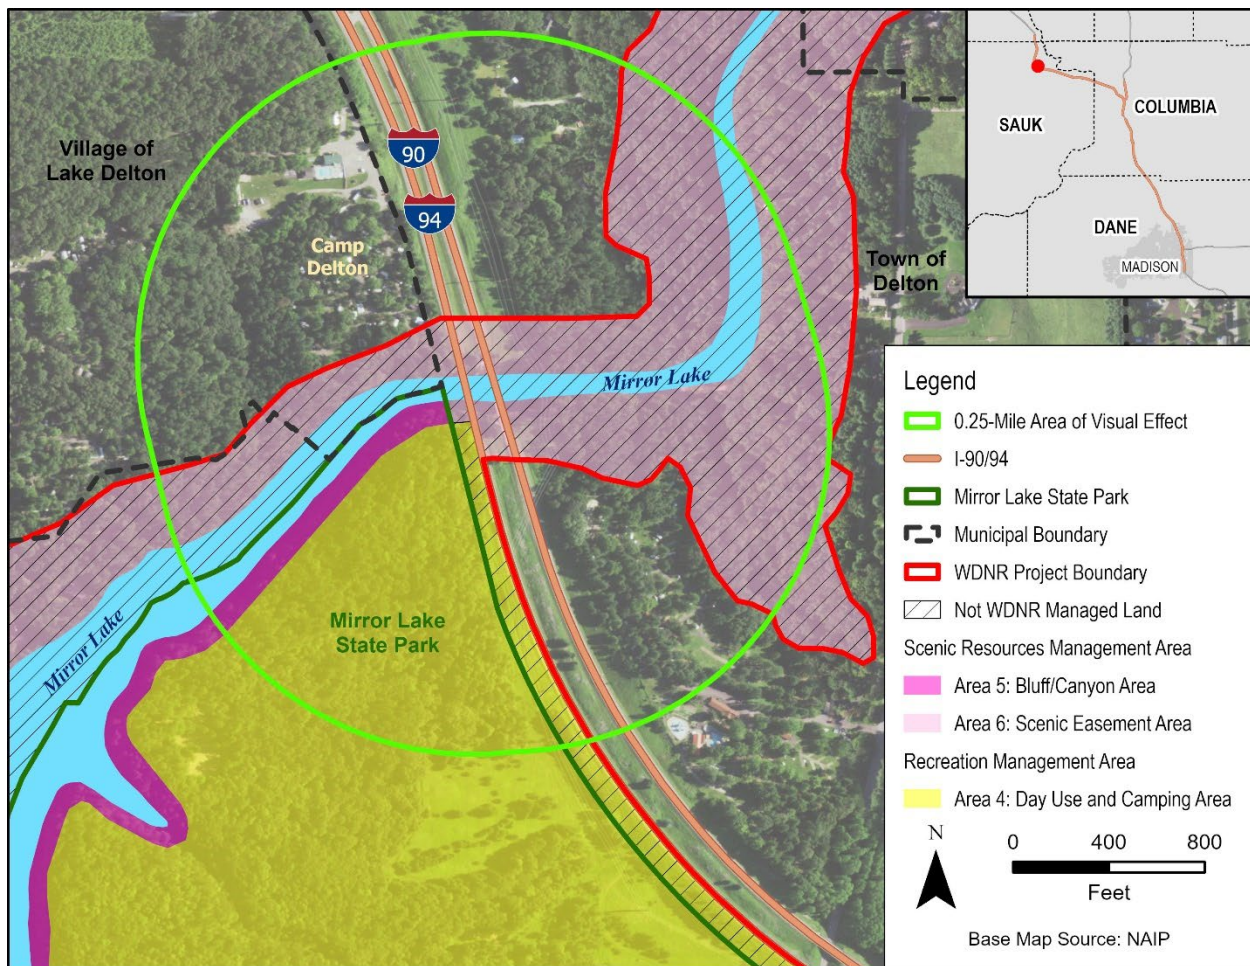 Village of
Lake Delton
90
94
Camp
Delton
Town of
Delton
Mirror Lake
Mirror Lake
State Park
Mirror Lake
SAUK
COLUMBIA
DANE
MADISON
Legend
0.25-Mile Area of Visual Effect
I-90/94
Mirror Lake State Park
Municipal Boundary
WDNR Project Boundary
Not WDNR Managed Land
Scenic Resources Management Area
Area 5: Bluff/Canyon Area
Area 6: Scenic Easement Area
Recreation Management Area
Area 4: Day Use and Camping Area
N
0 400 800
Feet
Base Map Source: NAIP